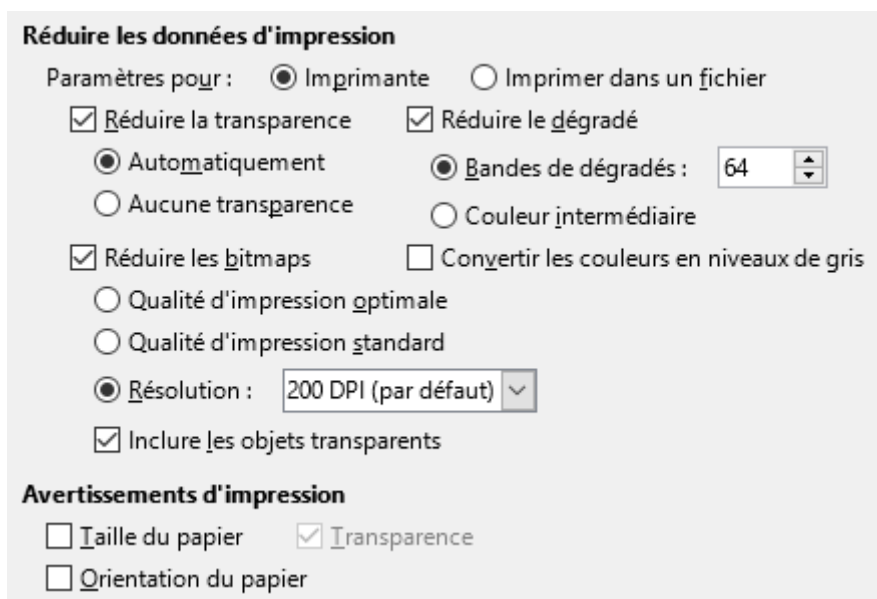 Réduire les données d'impression
Paramètres pour : Imprimante Imprimer dans un fichier
Réduire la transparence Réduire le dégradé
Automatiquement Bandes de dégradés : 64
Aucune transparence Couleur intermédiaire
Réduire les bitmaps Convertir les couleurs en niveaux de gris
Qualité d'impression optimale
Qualité d'impression standard
Résolution : 200 DPI (par défaut)
Inclure les objets transparents
Avertissements d'impression
Taille du papier Transparence
Orientation du papier